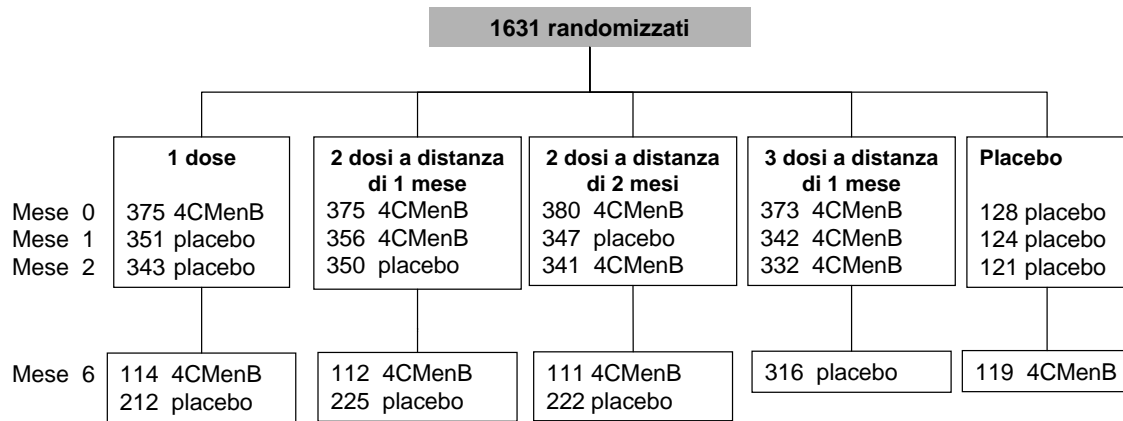 1631 randomizzati
1 dose
2 dosi a distanza
di 1 mese
2 dosi a distanza
di 2 mesi
3 dosi a distanza
di 1 mese
Placebo
Mese 0 375 4CMenB 375 4CMenB 380 4CMenB 373 4CMenB 128 placebo
Mese 1 351 placebo 356 4CMenB 347 placebo 342 4CMenB 124 placebo
Mese 2 343 placebo 350 placebo 341 4CMenB 332 4CMenB 121 placebo
Mese 6 114 4CMenB 112 4CMenB 111 4CMenB 316 placebo 119 4CMenB
212 placebo 225 placebo 222 placebo